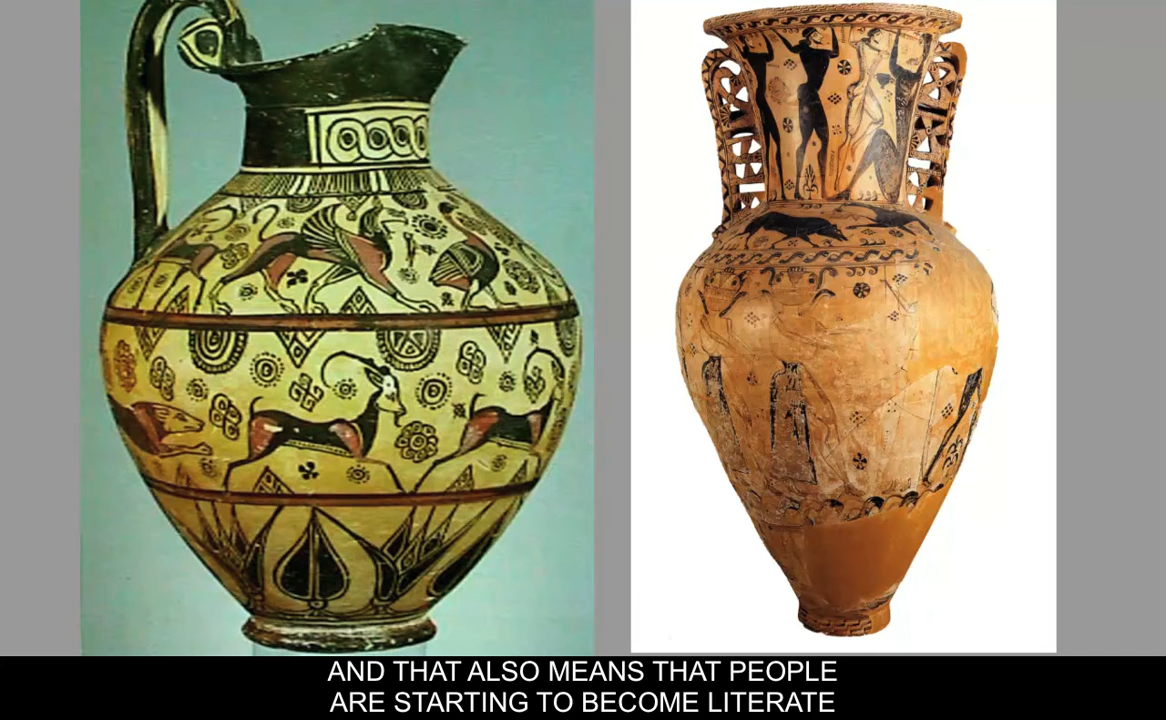 AND THAT ALSO MEANS THAT PEOPLE
ARE STARTING TO BECOME LITERATE